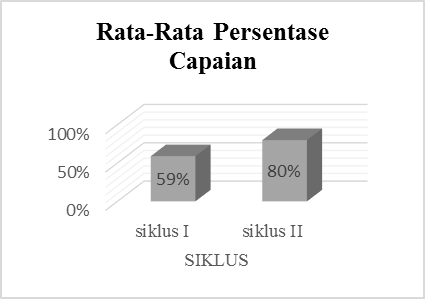 Rata-Rata Persentase
Capaian
100%
50%
0%
59%
80%
siklus I
siklus II
SIKLUS